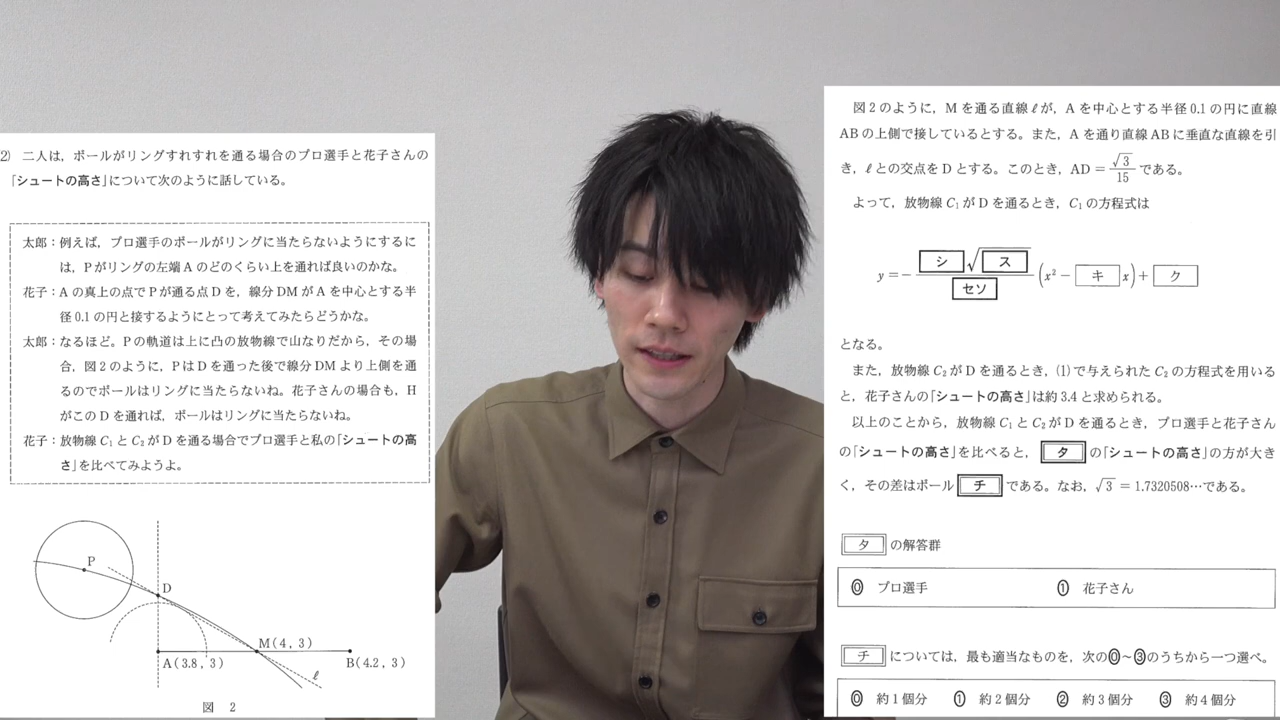 2) 二人は，ボールがリングすれすれを通る場合のプロ選手と花子さんの
「シュートの高さ」について次のように話している。
太郎：例えば，プロ選手のボールがリングに当たらないようにするに
は，Pがリングの左端Aのどのくらい上を通れば良いのかな。
花子：Aの真上の点でPが通る点Dを，線分DMがAを中心とする半
径0.1の円と接するようにとって考えてみたらどうかな。
太郎：なるほど。Pの軌道は上に凸の放物線で山なりだから，その場
合，図2のように，PはDを通った後で線分DMより上側を通
るのでボールはリングに当たらないね。花子さんの場合も，H
がこのDを通れば，ボールはリングに当たらないね。
花子：放物線C₁とC₂がDを通る場合でプロ選手と私の「シュートの高
さ」を比べてみようよ。
P
D
M(4, 3)
A(3.8, 3)
B(4.2, 3)
ℓ
図 2
図2のように，Mを通る直線ℓが，Aを中心とする半径0.1の円に直線
ABの上側で接しているとする。また，Aを通り直線ABに垂直な直線を引
き，ℓとの交点をDとする。このとき，AD = √3/15 である。
よって，放物線C₁がDを通るとき，C₁の方程式は
y = − シ√ス/セソ (x² − キ x) + ク
となる。
また，放物線C₂がDを通るとき，(1)で与えられたC₂の方程式を用いる
と，花子さんの「シュートの高さ」は約3.4と求められる。
以上のことから，放物線C₁とC₂がDを通るとき，プロ選手と花子さん
の「シュートの高さ」を比べると，タ の「シュートの高さ」の方が大き
く，その差はボール チ である。なお，√3 = 1.7320508…である。
タ の解答群
⓪ プロ選手 ① 花子さん
チ については，最も適当なものを，次の⓪～③のうちから一つ選べ。
⓪ 約1個分 ① 約2個分 ② 約3個分 ③ 約4個分